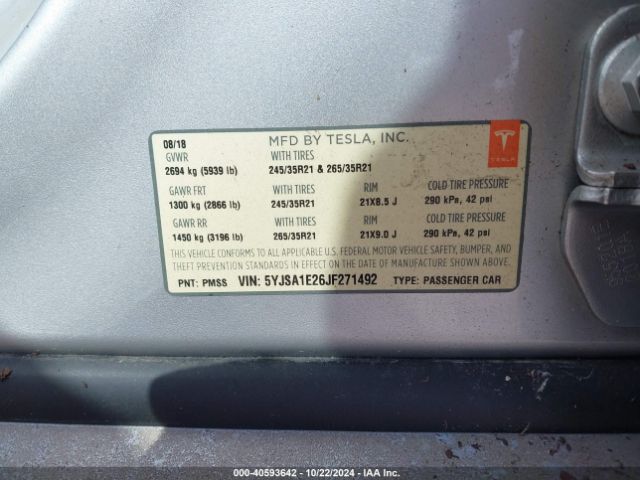 08/18 MFD BY TESLA, INC.
GVWR WITH TIRES
2694 kg (5939 lb) 245/35R21 & 265/35R21
TESLA
GAWR FRT WITH TIRES RIM COLD TIRE PRESSURE
1300 kg (2866 lb) 245/35R21 21X8.5 J 290 kPa, 42 psi
GAWR RR WITH TIRES RIM COLD TIRE PRESSURE
1450 kg (3196 lb) 265/35R21 21X9.0 J 290 kPa, 42 psi
THIS VEHICLE CONFORMS TO ALL APPLICABLE U.S. FEDERAL MOTOR VEHICLE SAFETY, BUMPER, AND
THEFT PREVENTION STANDARDS IN EFFECT ON THE DATE OF MANUFACTURE SHOWN ABOVE.
PNT: PMSS VIN: 5YJSA1E26JF271492 TYPE: PASSENGER CAR
000-40593642 - 10/22/2024 - IAA Inc.